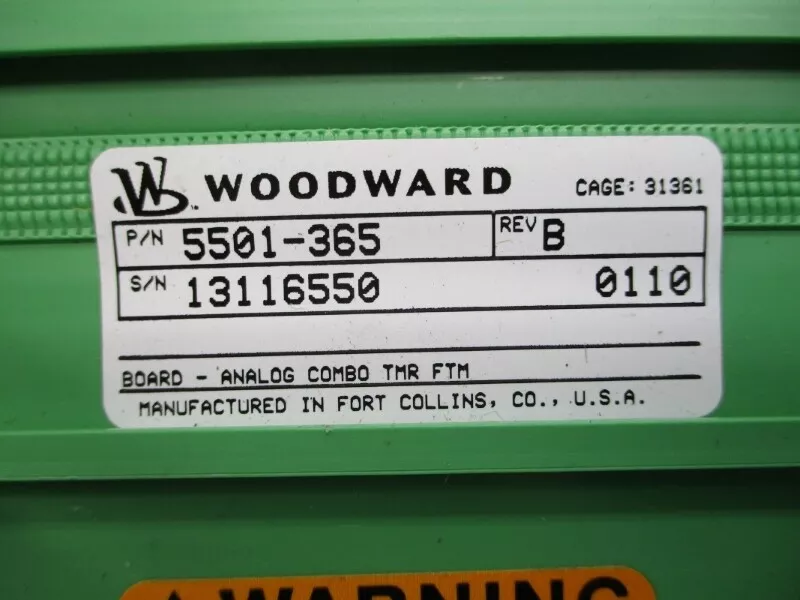 W WOODWARD CAGE: 31361
P/N 5501-365 REV B
S/N 13116550 0110
BOARD - ANALOG COMBO TMR FTM
MANUFACTURED IN FORT COLLINS, CO., U.S.A.
WARNING